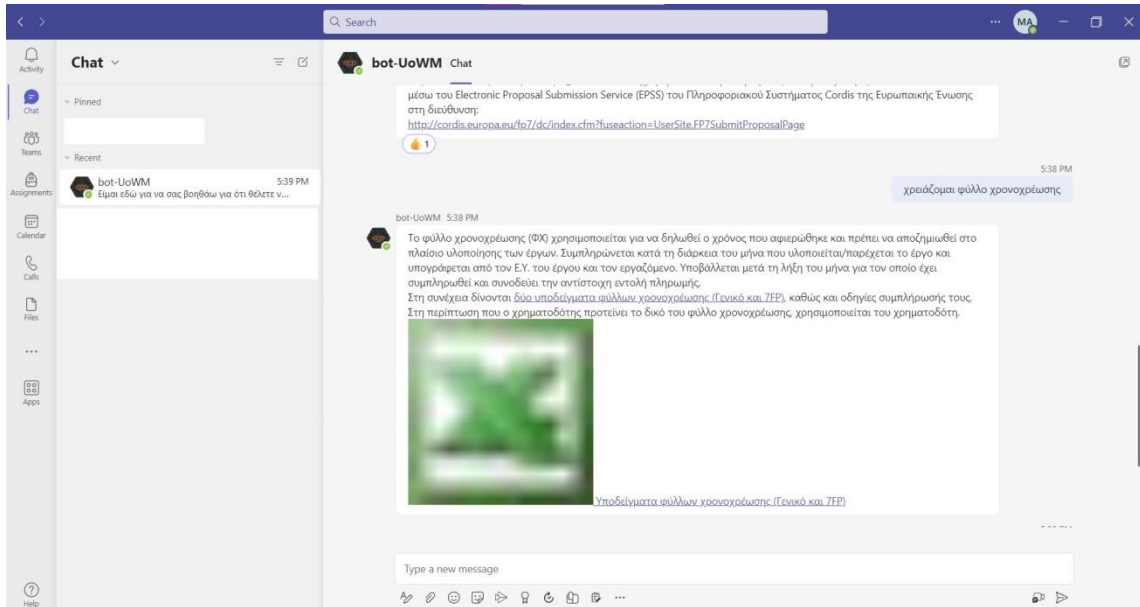 Search
MA
Activity
Chat
Teams
Assignments
Calendar
Calls
Files
Apps
Help
Chat
Pinned
Recent
bot-UoWM 5:39 PM
Είμαι εδώ για να σας βοηθάω για ότι θέλετε ν...
bot-UoWM Chat
μέσω του Electronic Proposal Submission Service (EPSS) του Πληροφοριακού Συστήματος Cordis της Ευρωπαικής Ένωσης
στη διεύθυνση:
http://cordis.europa.eu/fp7/dc/index.cfm?fuseaction=UserSite.FP7SubmitProposalPage
1
5:38 PM
χρειάζομαι φύλλο χρονοχρέωσης
bot-UoWM 5:38 PM
Το φύλλο χρονοχρέωσης (ΦΧ) χρησιμοποιείται για να δηλωθεί ο χρόνος που αφιερώθηκε και πρέπει να αποζημιωθεί στο
πλαίσιο υλοποίησης των έργων. Συμπληρώνεται κατά τη διάρκεια του μήνα που υλοποιείται/παρέχεται το έργο και
υπογράφεται από τον Ε.Υ. του έργου και τον εργαζόμενο. Υποβάλλεται μετά τη λήξη του μήνα για τον οποίο έχει
συμπληρωθεί και συνοδεύει την αντίστοιχη εντολή πληρωμής.
Στη συνέχεια δίνονται δύο υποδείγματα φύλλων χρονοχρέωσης (Γενικό και 7FP), καθώς και οδηγίες συμπλήρωσής τους.
Στη περίπτωση που ο χρηματοδότης προτείνει το δικό του φύλλο χρονοχρέωσης, χρησιμοποιείται του χρηματοδότη.
Υποδείγματα φύλλων χρονοχρέωσης (Γενικό και 7FP)
Type a new message